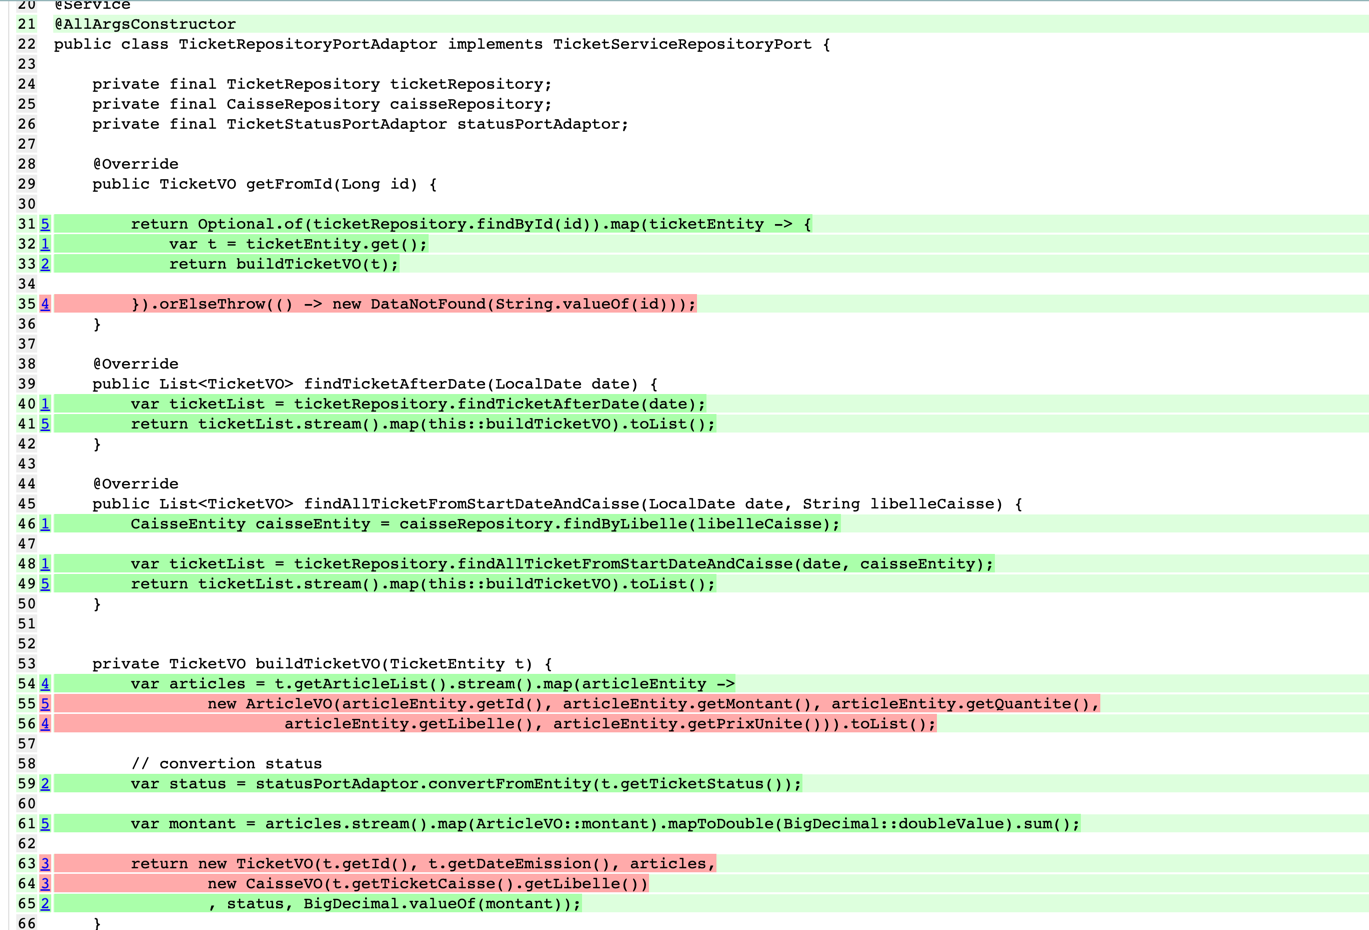 20 @Service
21 @AllArgsConstructor
22 public class TicketRepositoryPortAdaptor implements TicketServiceRepositoryPort {
23
24 private final TicketRepository ticketRepository;
25 private final CaisseRepository caisseRepository;
26 private final TicketStatusPortAdaptor statusPortAdaptor;
27
28 @Override
29 public TicketVO getFromId(Long id) {
30
31 5 return Optional.of(ticketRepository.findById(id)).map(ticketEntity -> {
32 1 var t = ticketEntity.get();
33 2 return buildTicketVO(t);
34
35 4 }).orElseThrow(() -> new DataNotFound(String.valueOf(id)));
36 }
37
38 @Override
39 public List<TicketVO> findTicketAfterDate(LocalDate date) {
40 1 var ticketList = ticketRepository.findTicketAfterDate(date);
41 5 return ticketList.stream().map(this::buildTicketVO).toList();
42 }
43
44 @Override
45 public List<TicketVO> findAllTicketFromStartDateAndCaisse(LocalDate date, String libelleCaisse) {
46 1 CaisseEntity caisseEntity = caisseRepository.findByLibelle(libelleCaisse);
47
48 1 var ticketList = ticketRepository.findAllTicketFromStartDateAndCaisse(date, caisseEntity);
49 5 return ticketList.stream().map(this::buildTicketVO).toList();
50 }
51
52
53 private TicketVO buildTicketVO(TicketEntity t) {
54 4 var articles = t.getArticleList().stream().map(articleEntity ->
55 5 new ArticleVO(articleEntity.getId(), articleEntity.getMontant(), articleEntity.getQuantite(),
56 4 articleEntity.getLibelle(), articleEntity.getPrixUnite())).toList();
57
58 // convertion status
59 2 var status = statusPortAdaptor.convertFromEntity(t.getTicketStatus());
60
61 5 var montant = articles.stream().map(ArticleVO::montant).mapToDouble(BigDecimal::doubleValue).sum();
62
63 3 return new TicketVO(t.getId(), t.getDateEmission(), articles,
64 3 new CaisseVO(t.getTicketCaisse().getLibelle())
65 2 , status, BigDecimal.valueOf(montant));
66 }